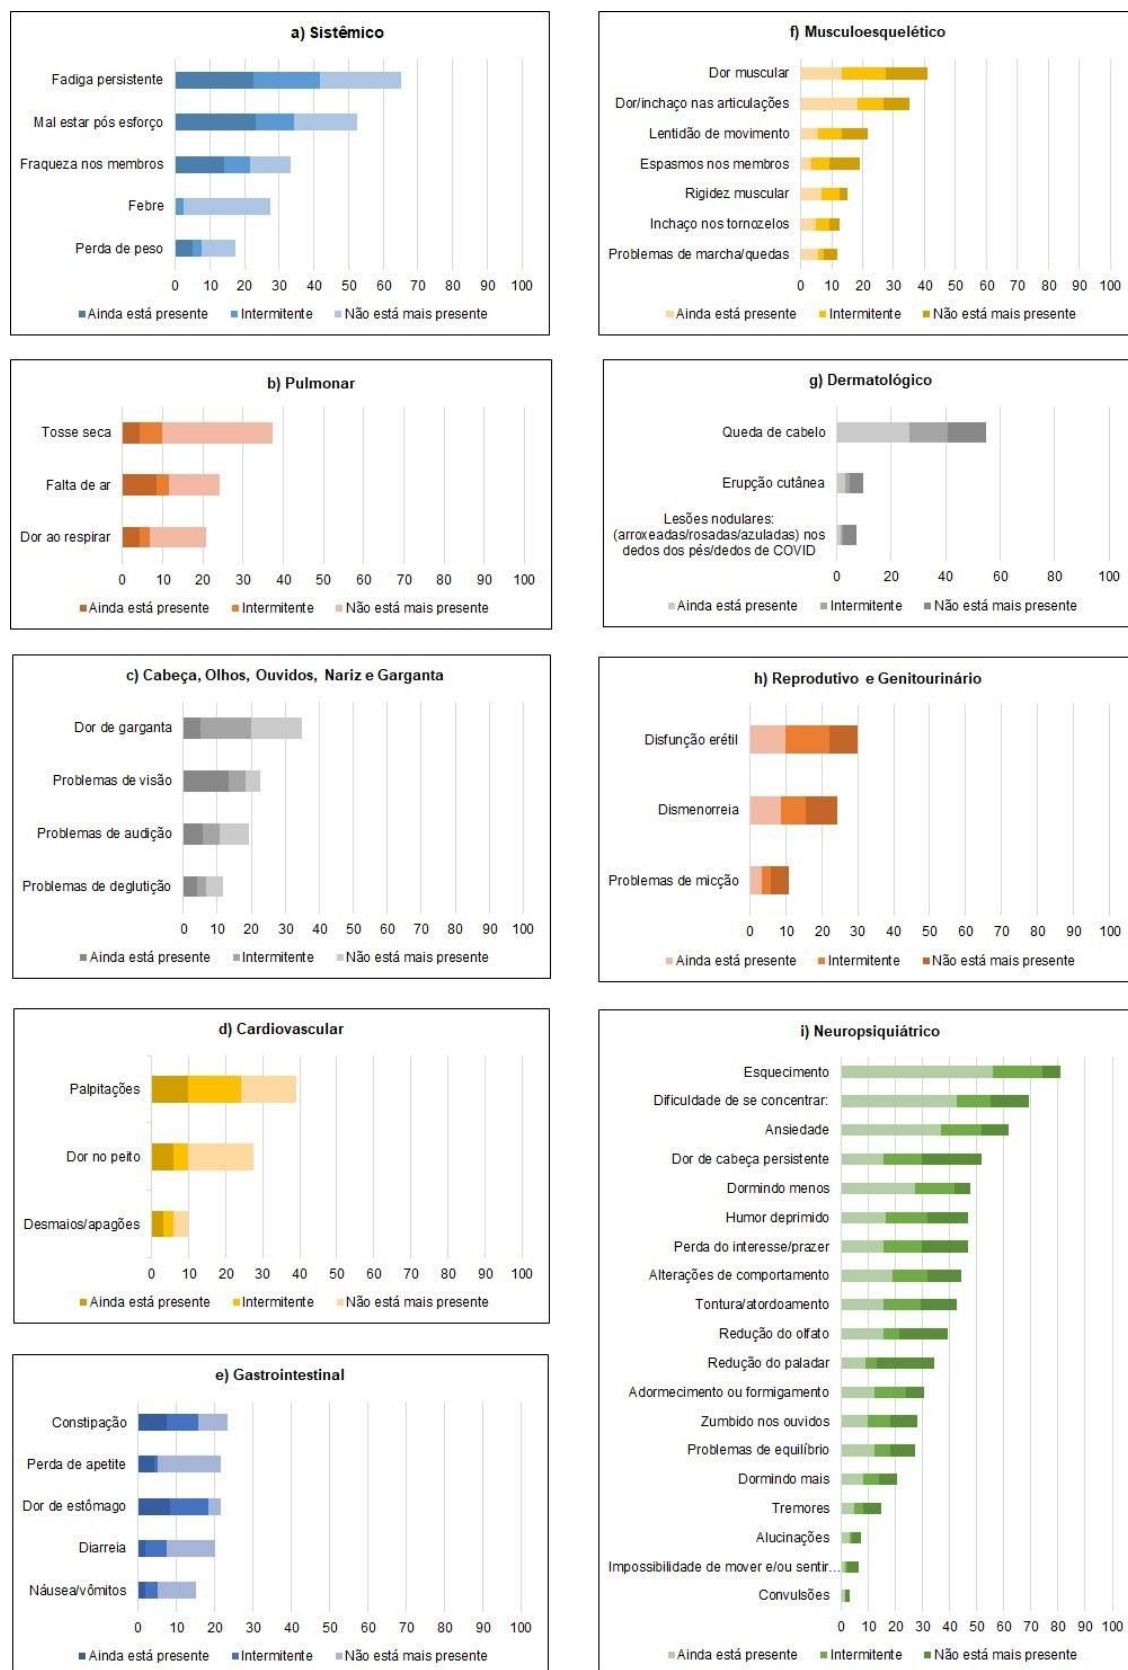 a) Sistêmico
Fadiga persistente
Mal estar pós esforço
Fraqueza nos membros
Febre
Perda de peso
0 10 20 30 40 50 60 70 80 90 100
Ainda está presente Intermitente Não está mais presente
b) Pulmonar
Tosse seca
Falta de ar
Dor ao respirar
0 10 20 30 40 50 60 70 80 90 100
Ainda está presente Intermitente Não está mais presente
c) Cabeça, Olhos, Ouvidos, Nariz e Garganta
Dor de garganta
Problemas de visão
Problemas de audição
Problemas de deglutição
0 10 20 30 40 50 60 70 80 90 100
Ainda está presente Intermitente Não está mais presente
d) Cardiovascular
Palpitações
Dor no peito
Desmaios/apagões
0 10 20 30 40 50 60 70 80 90 100
Ainda está presente Intermitente Não está mais presente
e) Gastrointestinal
Constipação
Perda de apetite
Dor de estômago
Diarreia
Náusea/vômitos
0 10 20 30 40 50 60 70 80 90 100
Ainda está presente Intermitente Não está mais presente
f) Musculoesquelético
Dor muscular
Dor/inchaço nas articulações
Lentidão de movimento
Espasmos nos membros
Rigidez muscular
Inchaço nos tornozelos
Problemas de marcha/quedas
0 10 20 30 40 50 60 70 80 90 100
Ainda está presente Intermitente Não está mais presente
g) Dermatológico
Queda de cabelo
Erupção cutânea
Lesões nodulares:
(arroxeadas/rosadas/azuladas) nos
dedos dos pés/dedos de COVID
0 20 40 60 80 100
Ainda está presente Intermitente Não está mais presente
h) Reprodutivo e Genitourinário
Disfunção erétil
Dismenorreia
Problemas de micção
0 10 20 30 40 50 60 70 80 90 100
Ainda está presente Intermitente Não está mais presente
i) Neuropsiquiátrico
Esquecimento
Dificuldade de se concentrar:
Ansiedade
Dor de cabeça persistente
Dormindo menos
Humor deprimido
Perda do interesse/prazer
Alterações de comportamento
Tontura/atordoamento
Redução do olfato
Redução do paladar
Adormecimento ou formigamento
Zumbido nos ouvidos
Problemas de equilíbrio
Dormindo mais
Tremores
Alucinações
Impossibilidade de mover e/ou sentir...
Convulsões
0 10 20 30 40 50 60 70 80 90 100
Ainda está presente Intermitente Não está mais presente